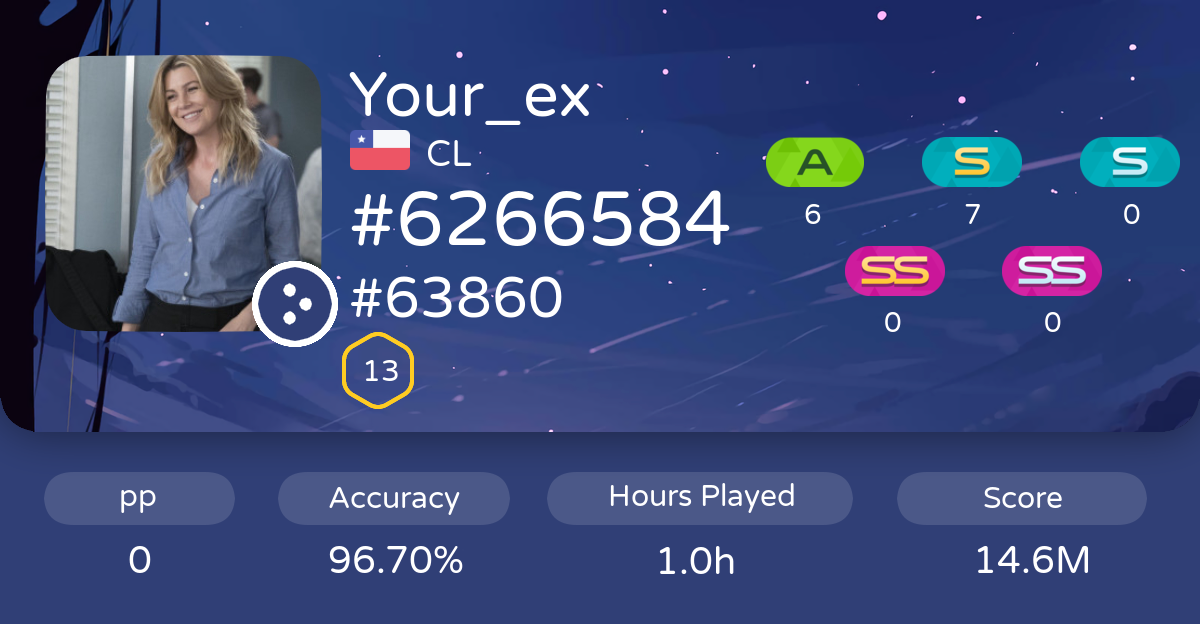 Your_ex
CL
#6266584
#63860
13
A S S
6 7 0
SS SS
0 0
pp Accuracy Hours Played Score
0 96.70% 1.0h 14.6M